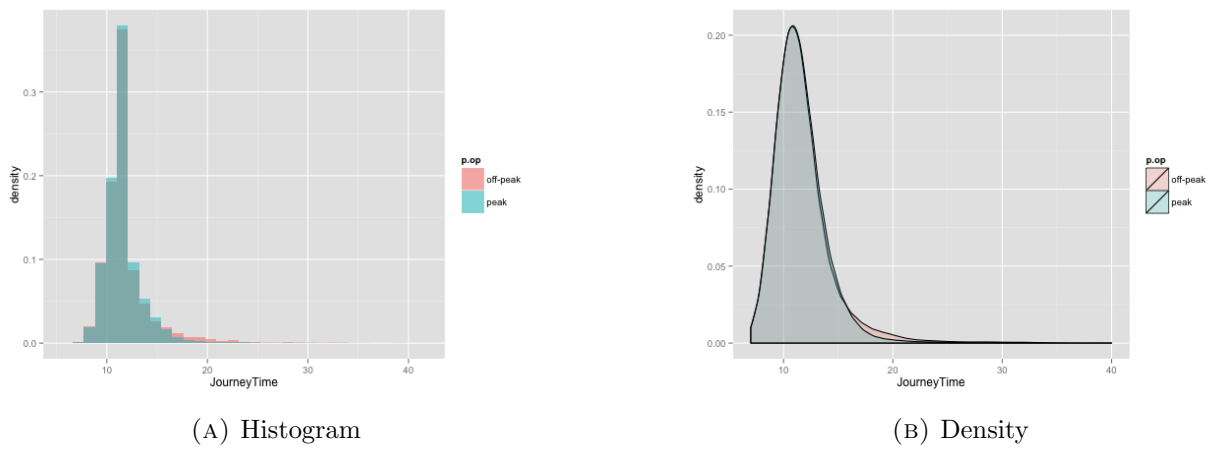 0.3
0.2
0.1
0.0
density
10
20
30
40
JourneyTime
p.op
off-peak
peak
(A) Histogram
0.20
0.15
0.10
0.05
0.00
density
10
20
30
40
JourneyTime
p.op
off-peak
peak
(B) Density